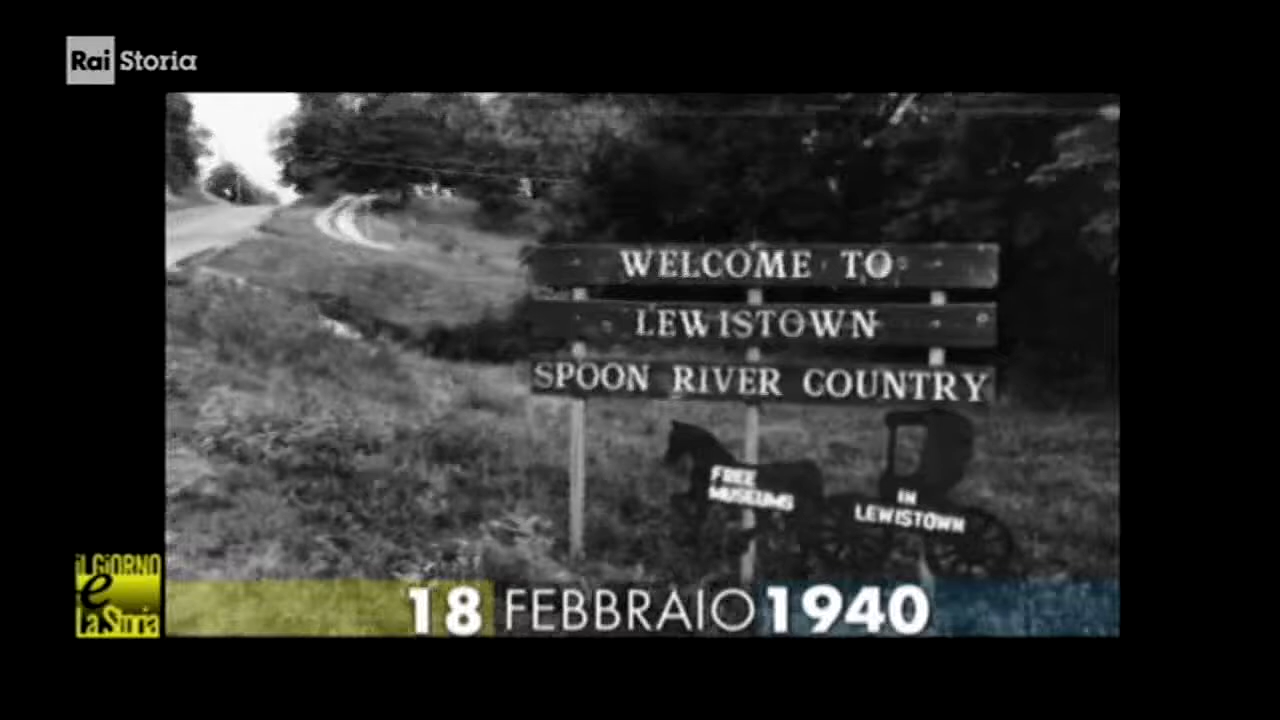 Rai Storia
WELCOME TO
LEWISTOWN
SPOON RIVER COUNTRY
FREE
MUSEUMS
IN
LEWISTOWN
iL GiORNO
e
La Storia
18 FEBBRAIO 1940